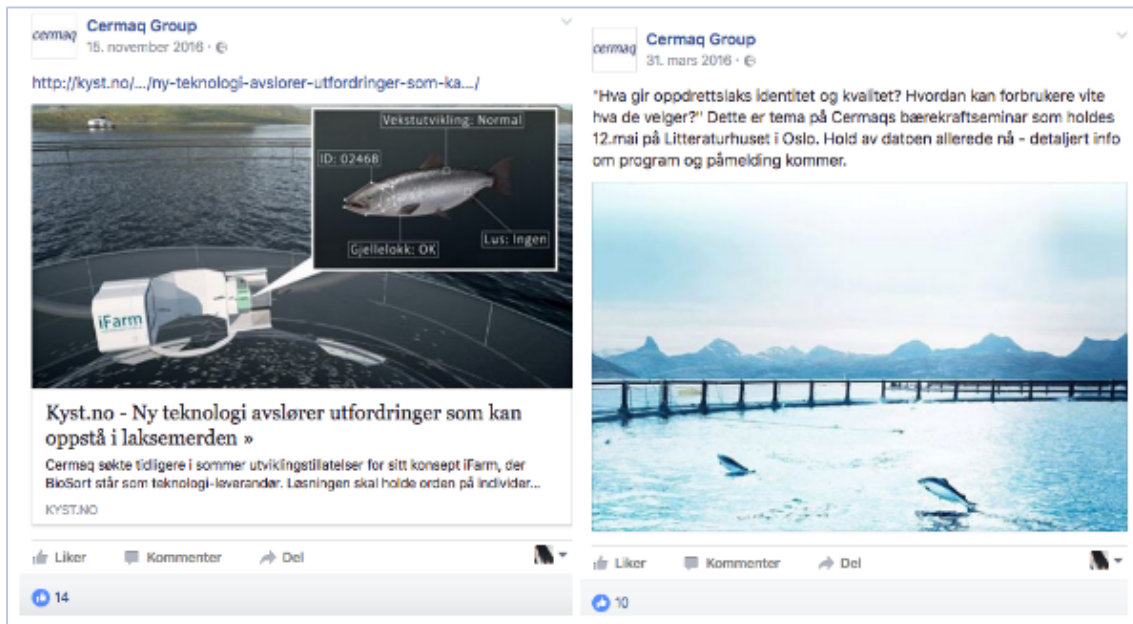 cermaq
Cermaq Group
15. november 2016
http://kyst.no/.../ny-teknologi-avslorer-utfordringer-som-ka.../
Vekstutvikling: Normal
ID: 02468
Gjellelokk: OK
Lus: Ingen
iFarm
Kyst.no - Ny teknologi avslører utfordringer som kan
oppstå i laksemerden »
Cermaq søkte tidligere i sommer utviklingstillatelser for sitt konsept iFarm, der
BioSort står som teknologi-leverandør. Løsningen skal holde orden på individer...
KYST.NO
Liker Kommenter Del
14
cermaq
Cermaq Group
31. mars 2016
"Hva gir oppdrettslaks identitet og kvalitet? Hvordan kan forbrukere vite
hva de velger?" Dette er tema på Cermaqs bærekraftseminar som holdes
12.mai på Litteraturhuset i Oslo. Hold av datoen allerede nå - detaljert info
om program og påmelding kommer.
Liker Kommenter Del
10